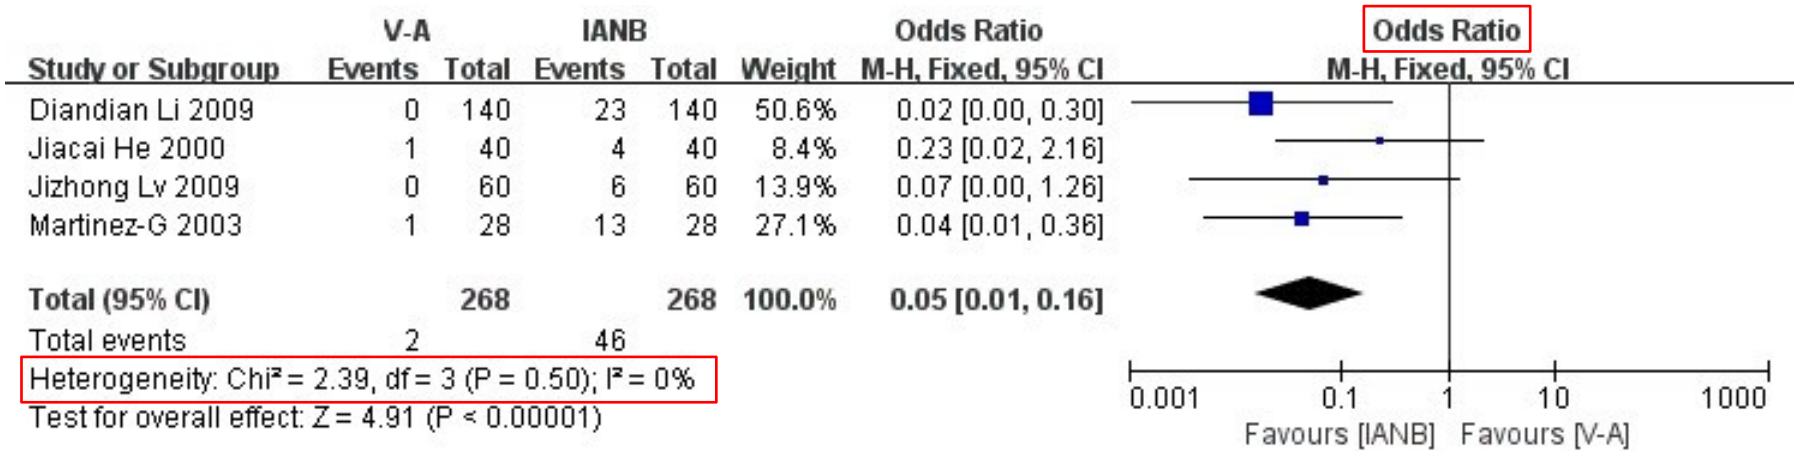 V-A IANB Odds Ratio Odds Ratio
Study or Subgroup Events Total Events Total Weight M-H, Fixed, 95% CI M-H, Fixed, 95% CI
Diandian Li 2009 0 140 23 140 50.6% 0.02 [0.00, 0.30]
Jiacai He 2000 1 40 4 40 8.4% 0.23 [0.02, 2.16]
Jizhong Lv 2009 0 60 6 60 13.9% 0.07 [0.00, 1.26]
Martinez-G 2003 1 28 13 28 27.1% 0.04 [0.01, 0.36]
Total (95% CI) 268 268 100.0% 0.05 [0.01, 0.16]
Total events 2 46
Heterogeneity: Chi² = 2.39, df = 3 (P = 0.50); I² = 0%
Test for overall effect: Z = 4.91 (P < 0.00001)
0.001 0.1 1 10 1000
Favours [IANB] Favours [V-A]